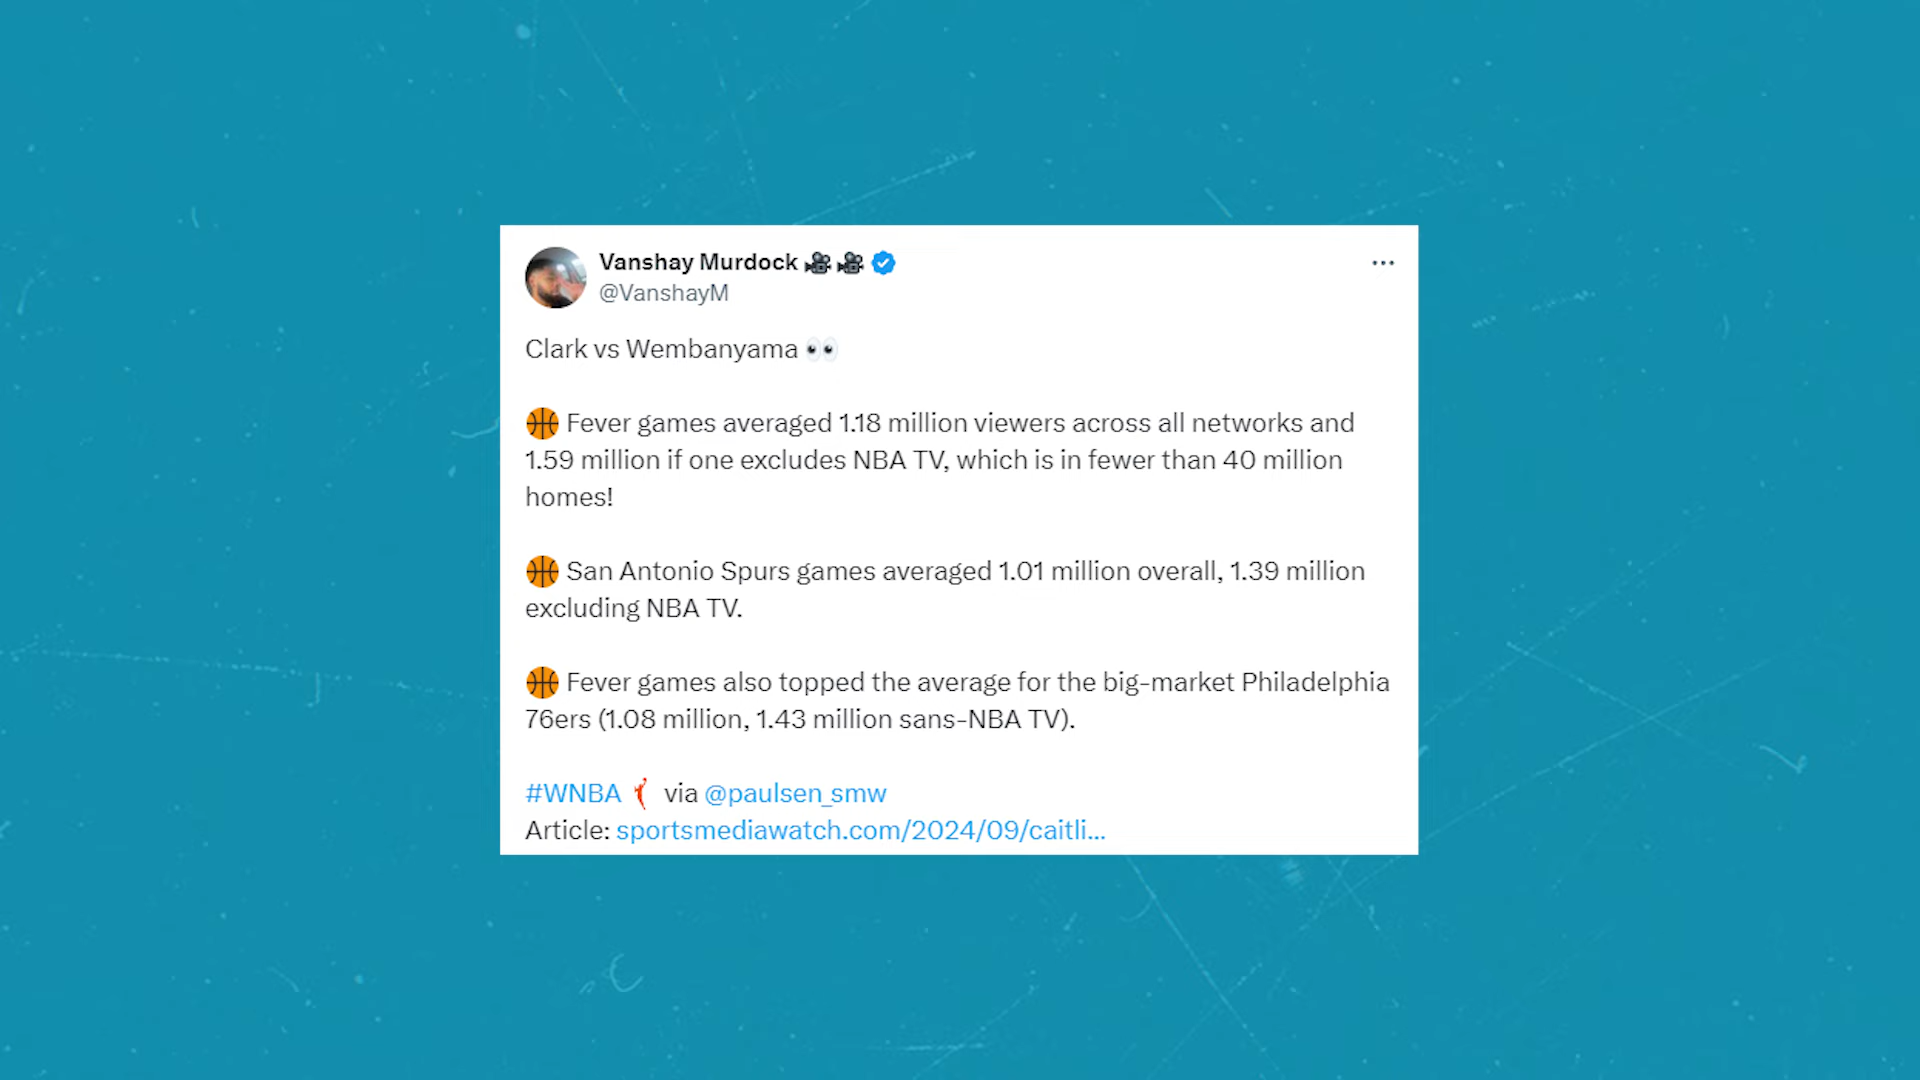 Vanshay Murdock 🎥🎥
@VanshayM
Clark vs Wembanyama 👀
🏀 Fever games averaged 1.18 million viewers across all networks and
1.59 million if one excludes NBA TV, which is in fewer than 40 million
homes!
🏀 San Antonio Spurs games averaged 1.01 million overall, 1.39 million
excluding NBA TV.
🏀 Fever games also topped the average for the big-market Philadelphia
76ers (1.08 million, 1.43 million sans-NBA TV).
#WNBA via @paulsen_smw
Article: sportsmediawatch.com/2024/09/caitli...